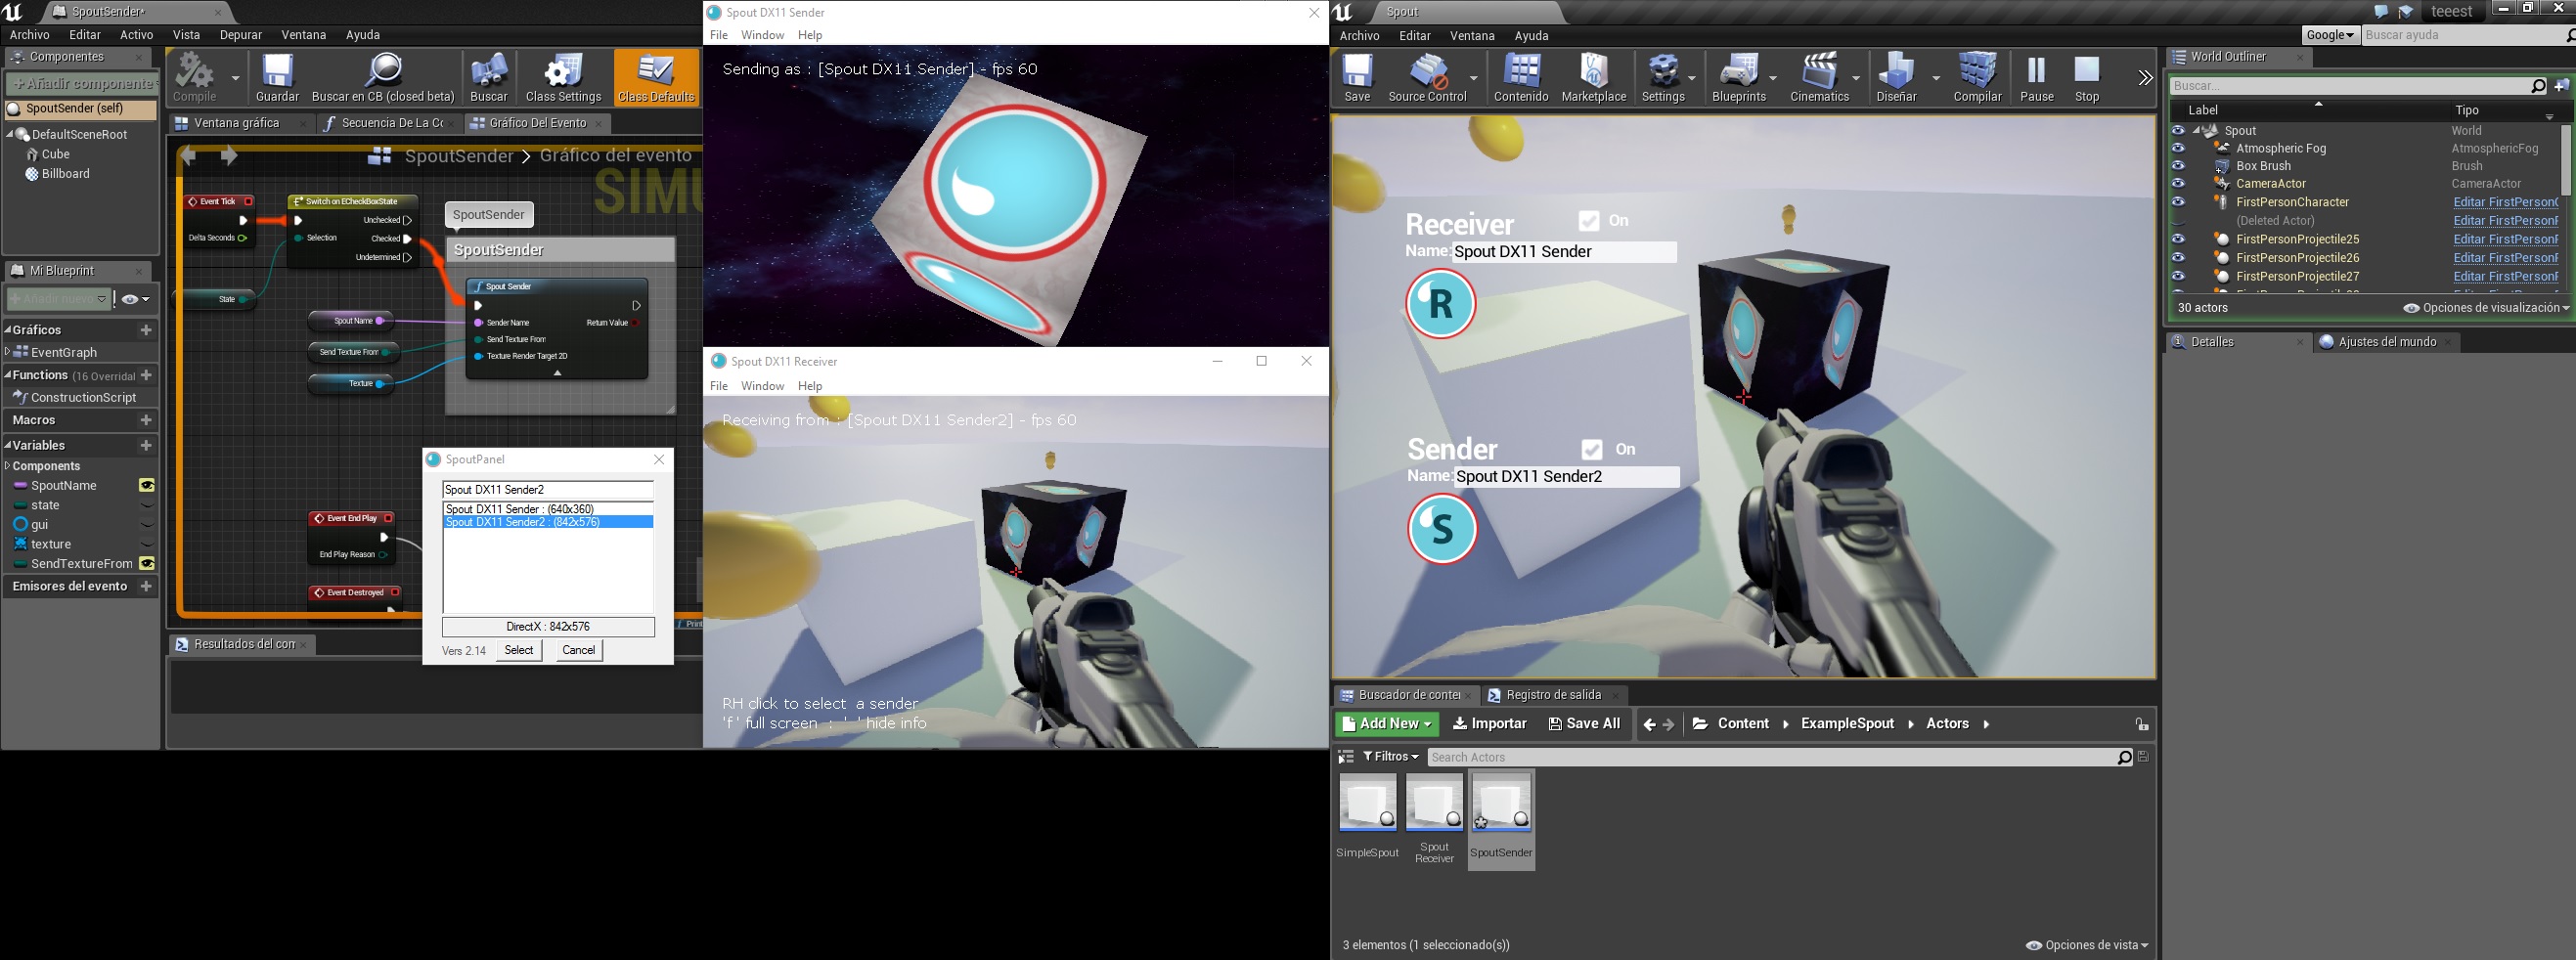 SpoutSender*
Archivo Editar Activo Vista Depurar Ventana Ayuda
Componentes
Añadir componente
SpoutSender (self)
DefaultSceneRoot
Cube
Billboard
Mi Blueprint
Añadir nuevo
Gráficos
EventGraph
Functions (16 Overridal
ConstructionScript
Macros
Variables
Components
SpoutName
state
gui
texture
SendTextureFrom
Emisores del evento
Compile Guardar Buscar en CB (closed beta) Buscar Class Settings Class Defaults
Ventana gráfica Secuencia De La Co Gráfico Del Evento
SpoutSender > Gráfico del evento
SIMU
Event Tick
Delta Seconds
Switch on ECheckBoxState
Unchecked
Selection Checked
Undetermined
State
SpoutSender
SpoutSender
Spout Sender
Sender Name Return Value
Send Texture From
Texture Render Target 2D
Spout Name
Send Texture From
Texture
Event End Play
End Play Reason
Event Destroyed
Print
Resultados del con
SpoutPanel
Spout DX11 Sender2
Spout DX11 Sender : (640x360)
Spout DX11 Sender2 : (842x576)
DirectX : 842x576
Vers 2.14 Select Cancel
Spout DX11 Sender
File Window Help
Sending as : [Spout DX11 Sender] - fps 60
Spout DX11 Receiver
File Window Help
Receiving from : [Spout DX11 Sender2] - fps 60
RH click to select a sender
'f' full screen : ' ' hide info
Spout
teeest
Archivo Editar Ventana Ayuda
Google Buscar ayuda
Save Source Control Contenido Marketplace Settings Blueprints Cinematics Diseñar Compilar Pause Stop
Receiver On
Name: Spout DX11 Sender
R
Sender On
Name: Spout DX11 Sender2
S
World Outliner
Buscar...
Label Tipo
Spout World
Atmospheric Fog AtmosphericFog
Box Brush Brush
CameraActor CameraActor
FirstPersonCharacter Editar FirstPersonC
(Deleted Actor) Editar FirstPersonF
FirstPersonProjectile25 Editar FirstPersonF
FirstPersonProjectile26 Editar FirstPersonF
FirstPersonProjectile27 Editar FirstPersonF
30 actors Opciones de visualización
Detalles Ajustes del mundo
Buscador de conter Registro de salida
Add New Importar Save All Content ExampleSpout Actors
Filtros Search Actors
SimpleSpout
Spout
Receiver
SpoutSender
3 elementos (1 seleccionado(s)) Opciones de vista